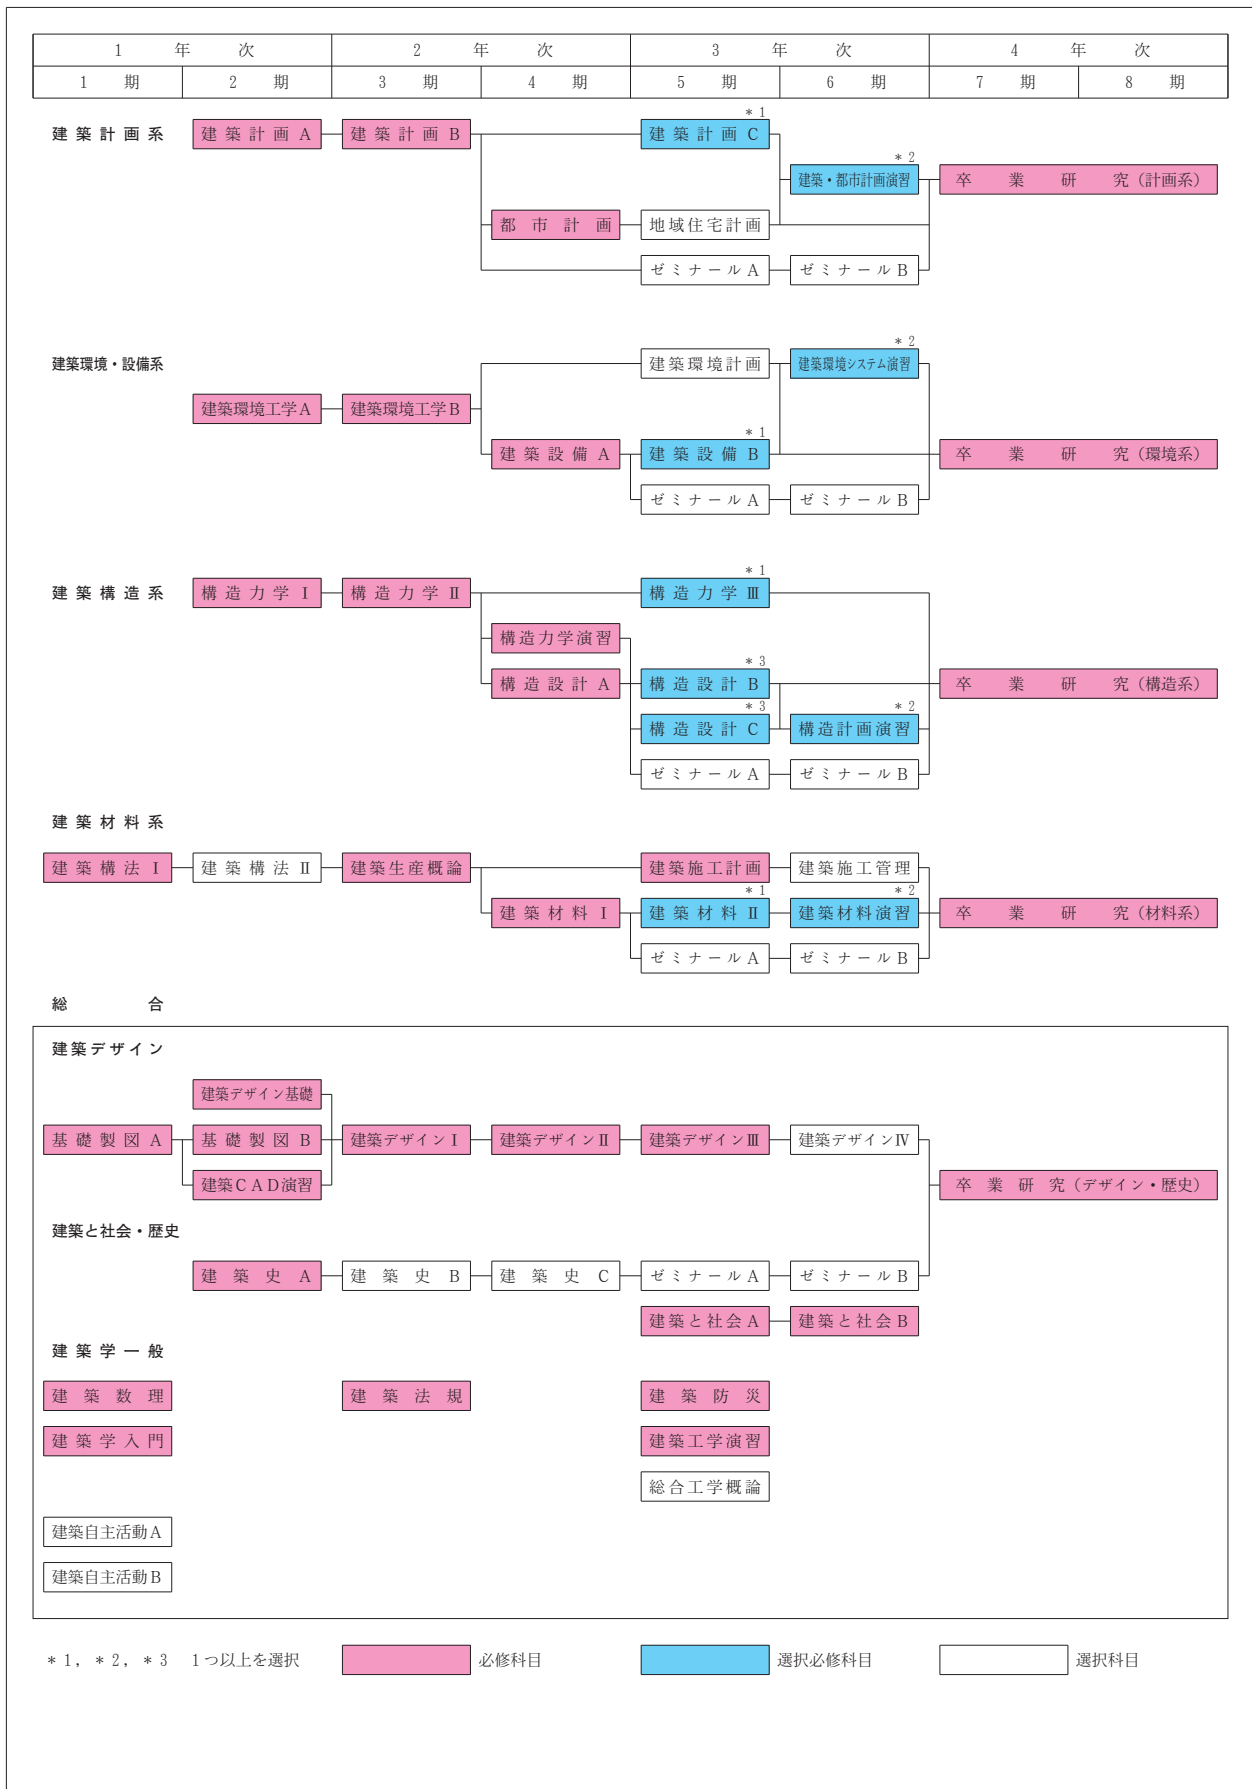 1 年 次 2 年 次 3 年 次 4 年 次
1 期 2 期 3 期 4 期 5 期 6 期 7 期 8 期
*1
建築計画系 建築計画A 建築計画B 建築計画C
*2
建築・都市計画演習 卒業研究(計画系)
都市計画 地域住宅計画
ゼミナールA ゼミナールB
*2
建築環境・設備系 建築環境計画 建築環境システム演習
建築環境工学A 建築環境工学B
*1
建築設備A 建築設備B 卒業研究(環境系)
ゼミナールA ゼミナールB
*1
建築構造系 構造力学Ⅰ 構造力学Ⅱ 構造力学Ⅲ
構造力学演習
*3
構造設計A 構造設計B 卒業研究(構造系)
*3 *2
構造設計C 構造計画演習
ゼミナールA ゼミナールB
建築材料系
建築構法Ⅰ 建築構法Ⅱ 建築生産概論 建築施工計画 建築施工管理
*1 *2
建築材料Ⅰ 建築材料Ⅱ 建築材料演習 卒業研究(材料系)
ゼミナールA ゼミナールB
総合
建築デザイン
建築デザイン基礎
基礎製図A 基礎製図B 建築デザインⅠ 建築デザインⅡ 建築デザインⅢ 建築デザインⅣ
建築CAD演習 卒業研究(デザイン・歴史)
建築と社会・歴史
建築史A 建築史B 建築史C ゼミナールA ゼミナールB
建築と社会A 建築と社会B
建築学一般
建築数理 建築法規 建築防災
建築学入門 建築工学演習
総合工学概論
建築自主活動A
建築自主活動B
*1, *2, *3 1つ以上を選択 必修科目 選択必修科目 選択科目